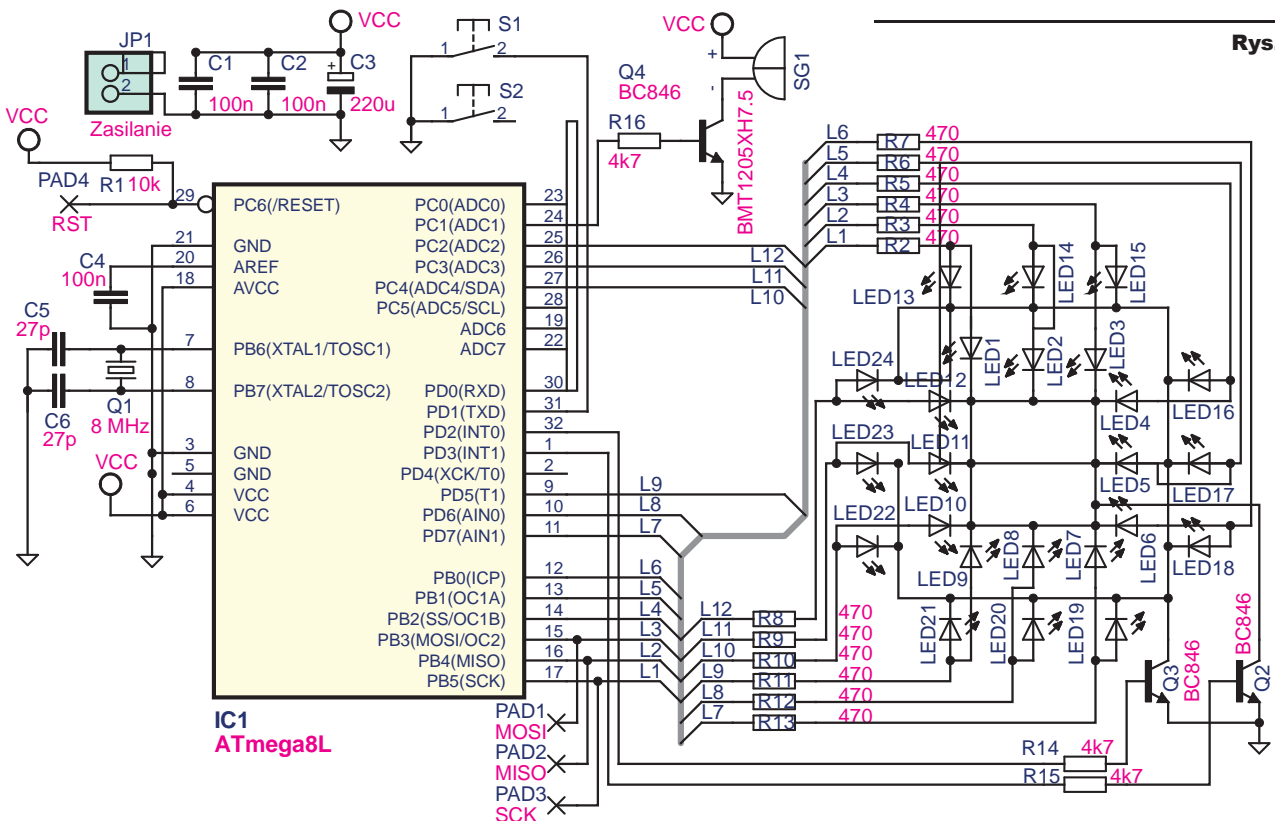 Rys.
VCC
JP1
1
2
Zasilanie
C1
100n
C2
100n
+
C3
220u
S1
1
2
S2
1
2
VCC
+
-
SG1
BMT1205XH7.5
Q4
BC846
R16
4k7
VCC
R1
10k
PAD4
RST
C4
100n
C5
27p
C6
27p
Q1
8 MHz
VCC
29
PC6(/RESET)
21
GND
20
AREF
18
AVCC
7
PB6(XTAL1/TOSC1)
8
PB7(XTAL2/TOSC2)
3
GND
5
GND
4
VCC
6
VCC
PC0(ADC0)
23
PC1(ADC1)
24
PC2(ADC2)
25
PC3(ADC3)
26
PC4(ADC4/SDA)
27
PC5(ADC5/SCL)
28
ADC6
19
ADC7
22
PD0(RXD)
30
PD1(TXD)
31
PD2(INT0)
32
PD3(INT1)
1
PD4(XCK/T0)
2
PD5(T1)
9
PD6(AIN0)
10
PD7(AIN1)
11
PB0(ICP)
12
PB1(OC1A)
13
PB2(SS/OC1B)
14
PB3(MOSI/OC2)
15
PB4(MISO)
16
PB5(SCK)
17
IC1
ATmega8L
L12
L11
L10
L9
L8
L7
L6
L5
L4
L3
L2
L1
PAD1
MOSI
PAD2
MISO
PAD3
SCK
L6 R7 470
L5 R6 470
L4 R5 470
L3 R4 470
L2 R3 470
L1 R2 470
L12 R8 470
L11 R9 470
L10 R10 470
L9 R11 470
L8 R12 470
L7 R13 470
LED13
LED14
LED15
LED1
LED2
LED3
LED24
LED12
LED4
LED16
LED23
LED11
LED5
LED17
LED22
LED10
LED6
LED18
LED9
LED8
LED7
LED21
LED20
LED19
Q3
BC846
Q2
BC846
R14
4k7
R15
4k7